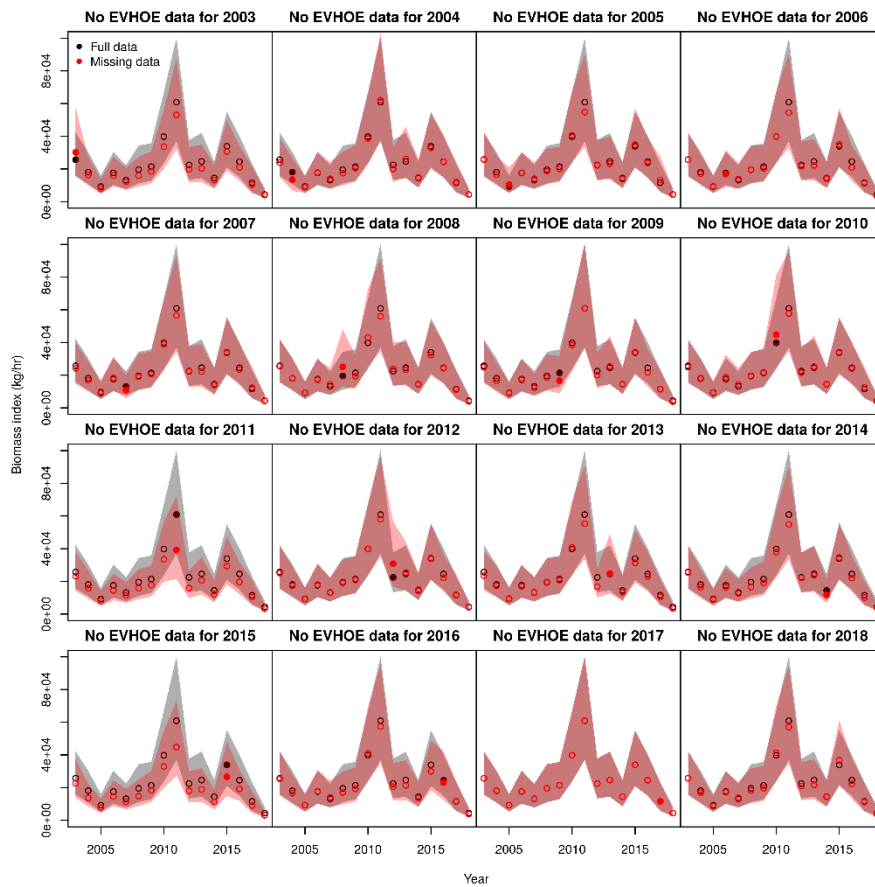 No EVHOE data for 2003
No EVHOE data for 2004
No EVHOE data for 2005
No EVHOE data for 2006
Full data
Missing data
8e+04
4e+04
0e+00
No EVHOE data for 2007
No EVHOE data for 2008
No EVHOE data for 2009
No EVHOE data for 2010
8e+04
4e+04
0e+00
Biomass index (kg/hr)
No EVHOE data for 2011
No EVHOE data for 2012
No EVHOE data for 2013
No EVHOE data for 2014
8e+04
4e+04
0e+00
No EVHOE data for 2015
No EVHOE data for 2016
No EVHOE data for 2017
No EVHOE data for 2018
8e+04
4e+04
0e+00
2005 2010 2015
2005 2010 2015
2005 2010 2015
2005 2010 2015
Year